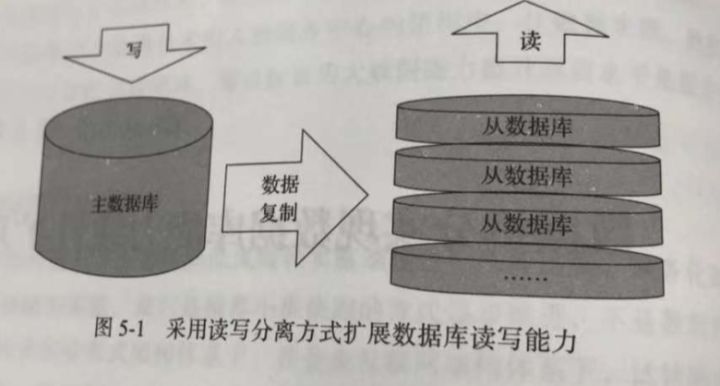 写
读
主数据库
数据
复制
从数据库
从数据库
从数据库
……
图 5-1 采用读写分离方式扩展数据库读写能力